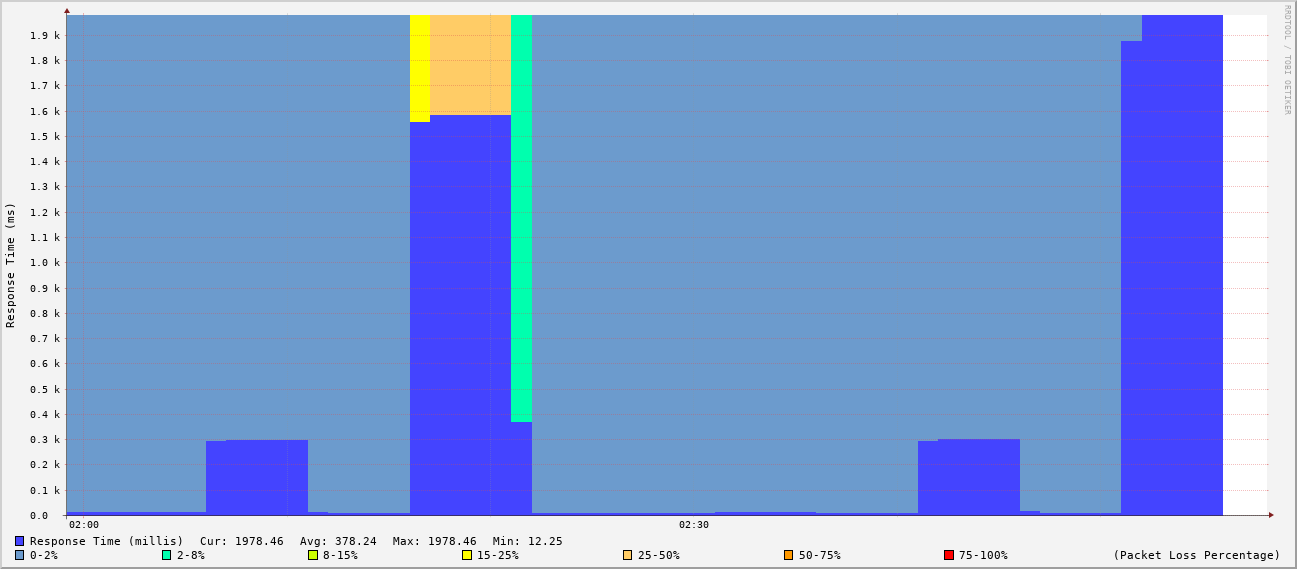 RRDTOOL / TOBI OETIKER
Response Time (ms)
1.9 k
1.8 k
1.7 k
1.6 k
1.5 k
1.4 k
1.3 k
1.2 k
1.1 k
1.0 k
0.9 k
0.8 k
0.7 k
0.6 k
0.5 k
0.4 k
0.3 k
0.2 k
0.1 k
0.0
02:00 02:30
Response Time (millis) Cur: 1978.46 Avg: 378.24 Max: 1978.46 Min: 12.25
0-2% 2-8% 8-15% 15-25% 25-50% 50-75% 75-100% (Packet Loss Percentage)